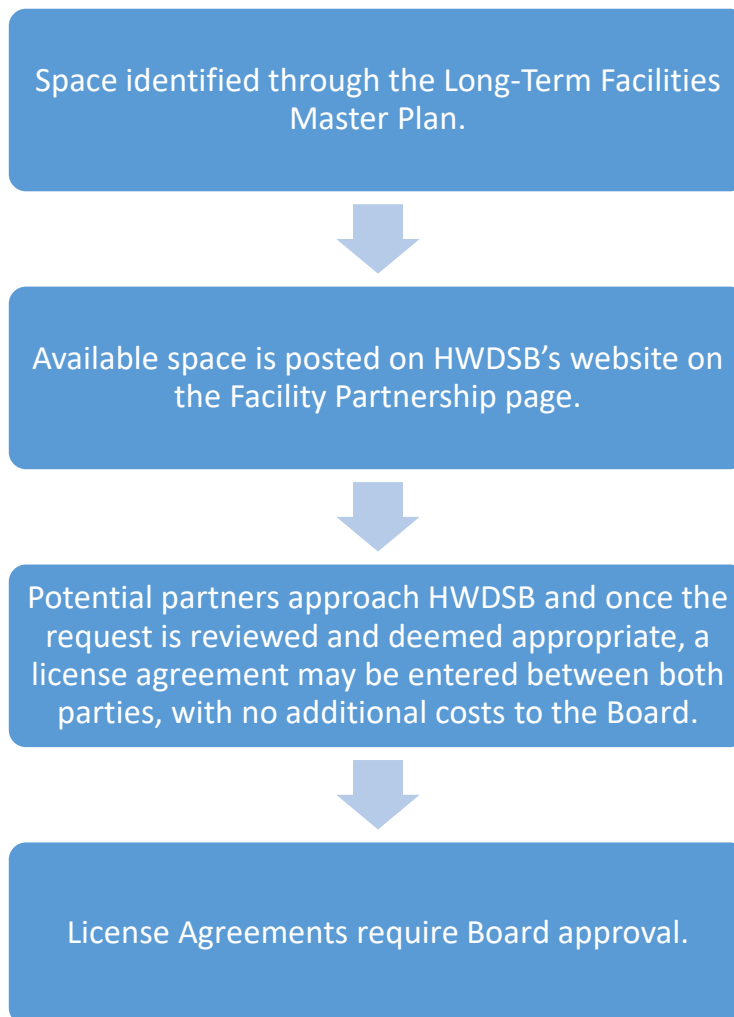 Space identified through the Long-Term Facilities
Master Plan.
Available space is posted on HWDSB’s website on
the Facility Partnership page.
Potential partners approach HWDSB and once the
request is reviewed and deemed appropriate, a
license agreement may be entered between both
parties, with no additional costs to the Board.
License Agreements require Board approval.